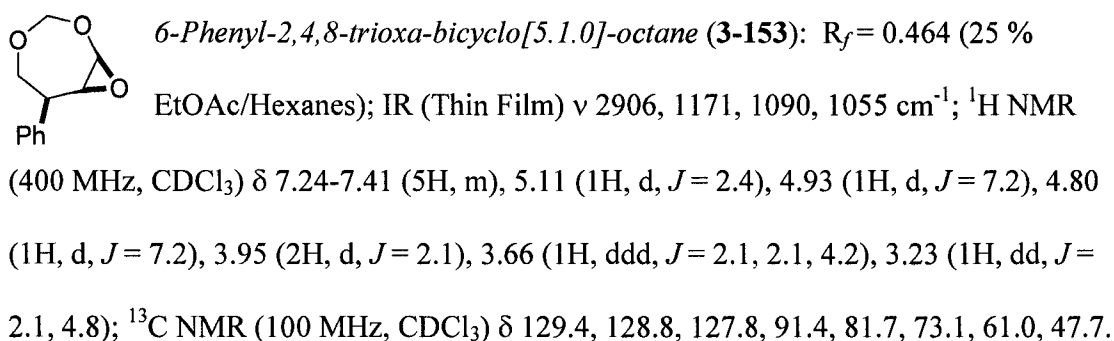 6-Phenyl-2,4,8-trioxa-bicyclo[5.1.0]-octane (3-153): Rf = 0.464 (25 %
EtOAc/Hexanes); IR (Thin Film) ν 2906, 1171, 1090, 1055 cm-1; 1H NMR
(400 MHz, CDCl3) δ 7.24-7.41 (5H, m), 5.11 (1H, d, J = 2.4), 4.93 (1H, d, J = 7.2), 4.80
(1H, d, J = 7.2), 3.95 (2H, d, J = 2.1), 3.66 (1H, ddd, J = 2.1, 2.1, 4.2), 3.23 (1H, dd, J =
2.1, 4.8); 13C NMR (100 MHz, CDCl3) δ 129.4, 128.8, 127.8, 91.4, 81.7, 73.1, 61.0, 47.7.
O
O
O
Ph